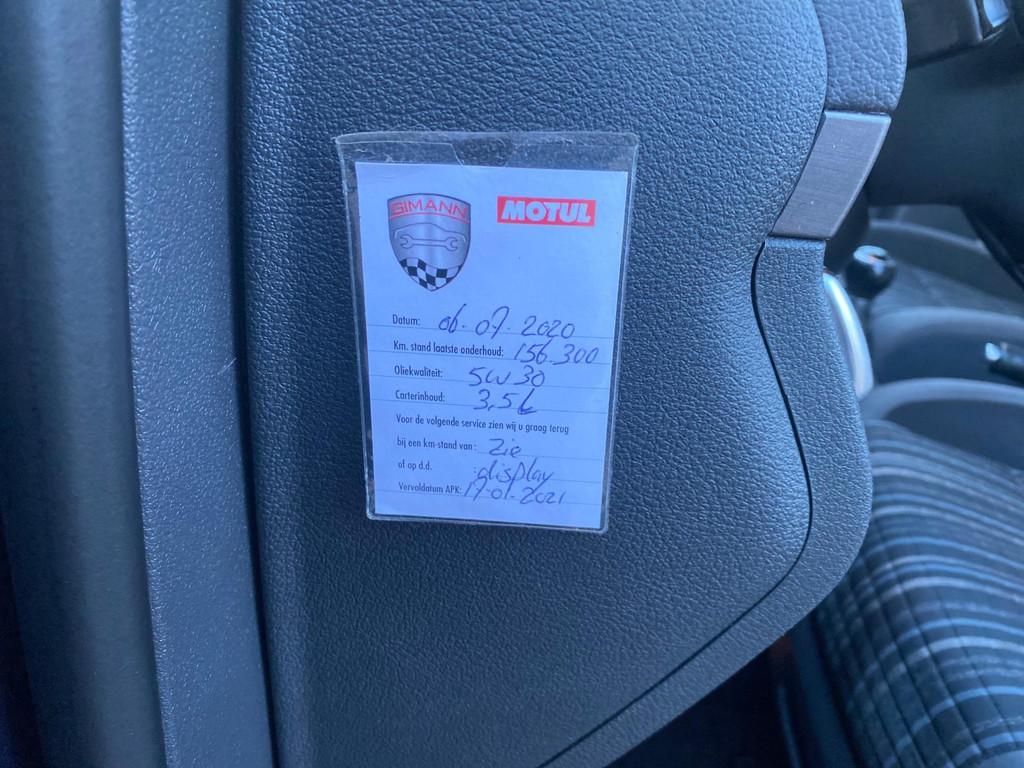 BIMANN
MOTUL
Datum: 06-07-2020
Km. stand laatste onderhoud: 156.300
Oliekwaliteit: 5W30
Carterinhoud: 3,5L
Voor de volgende service zien wij u graag terug
bij een km-stand van: Zie
of op d.d. display
Vervaldatum APK: 17-01-2021